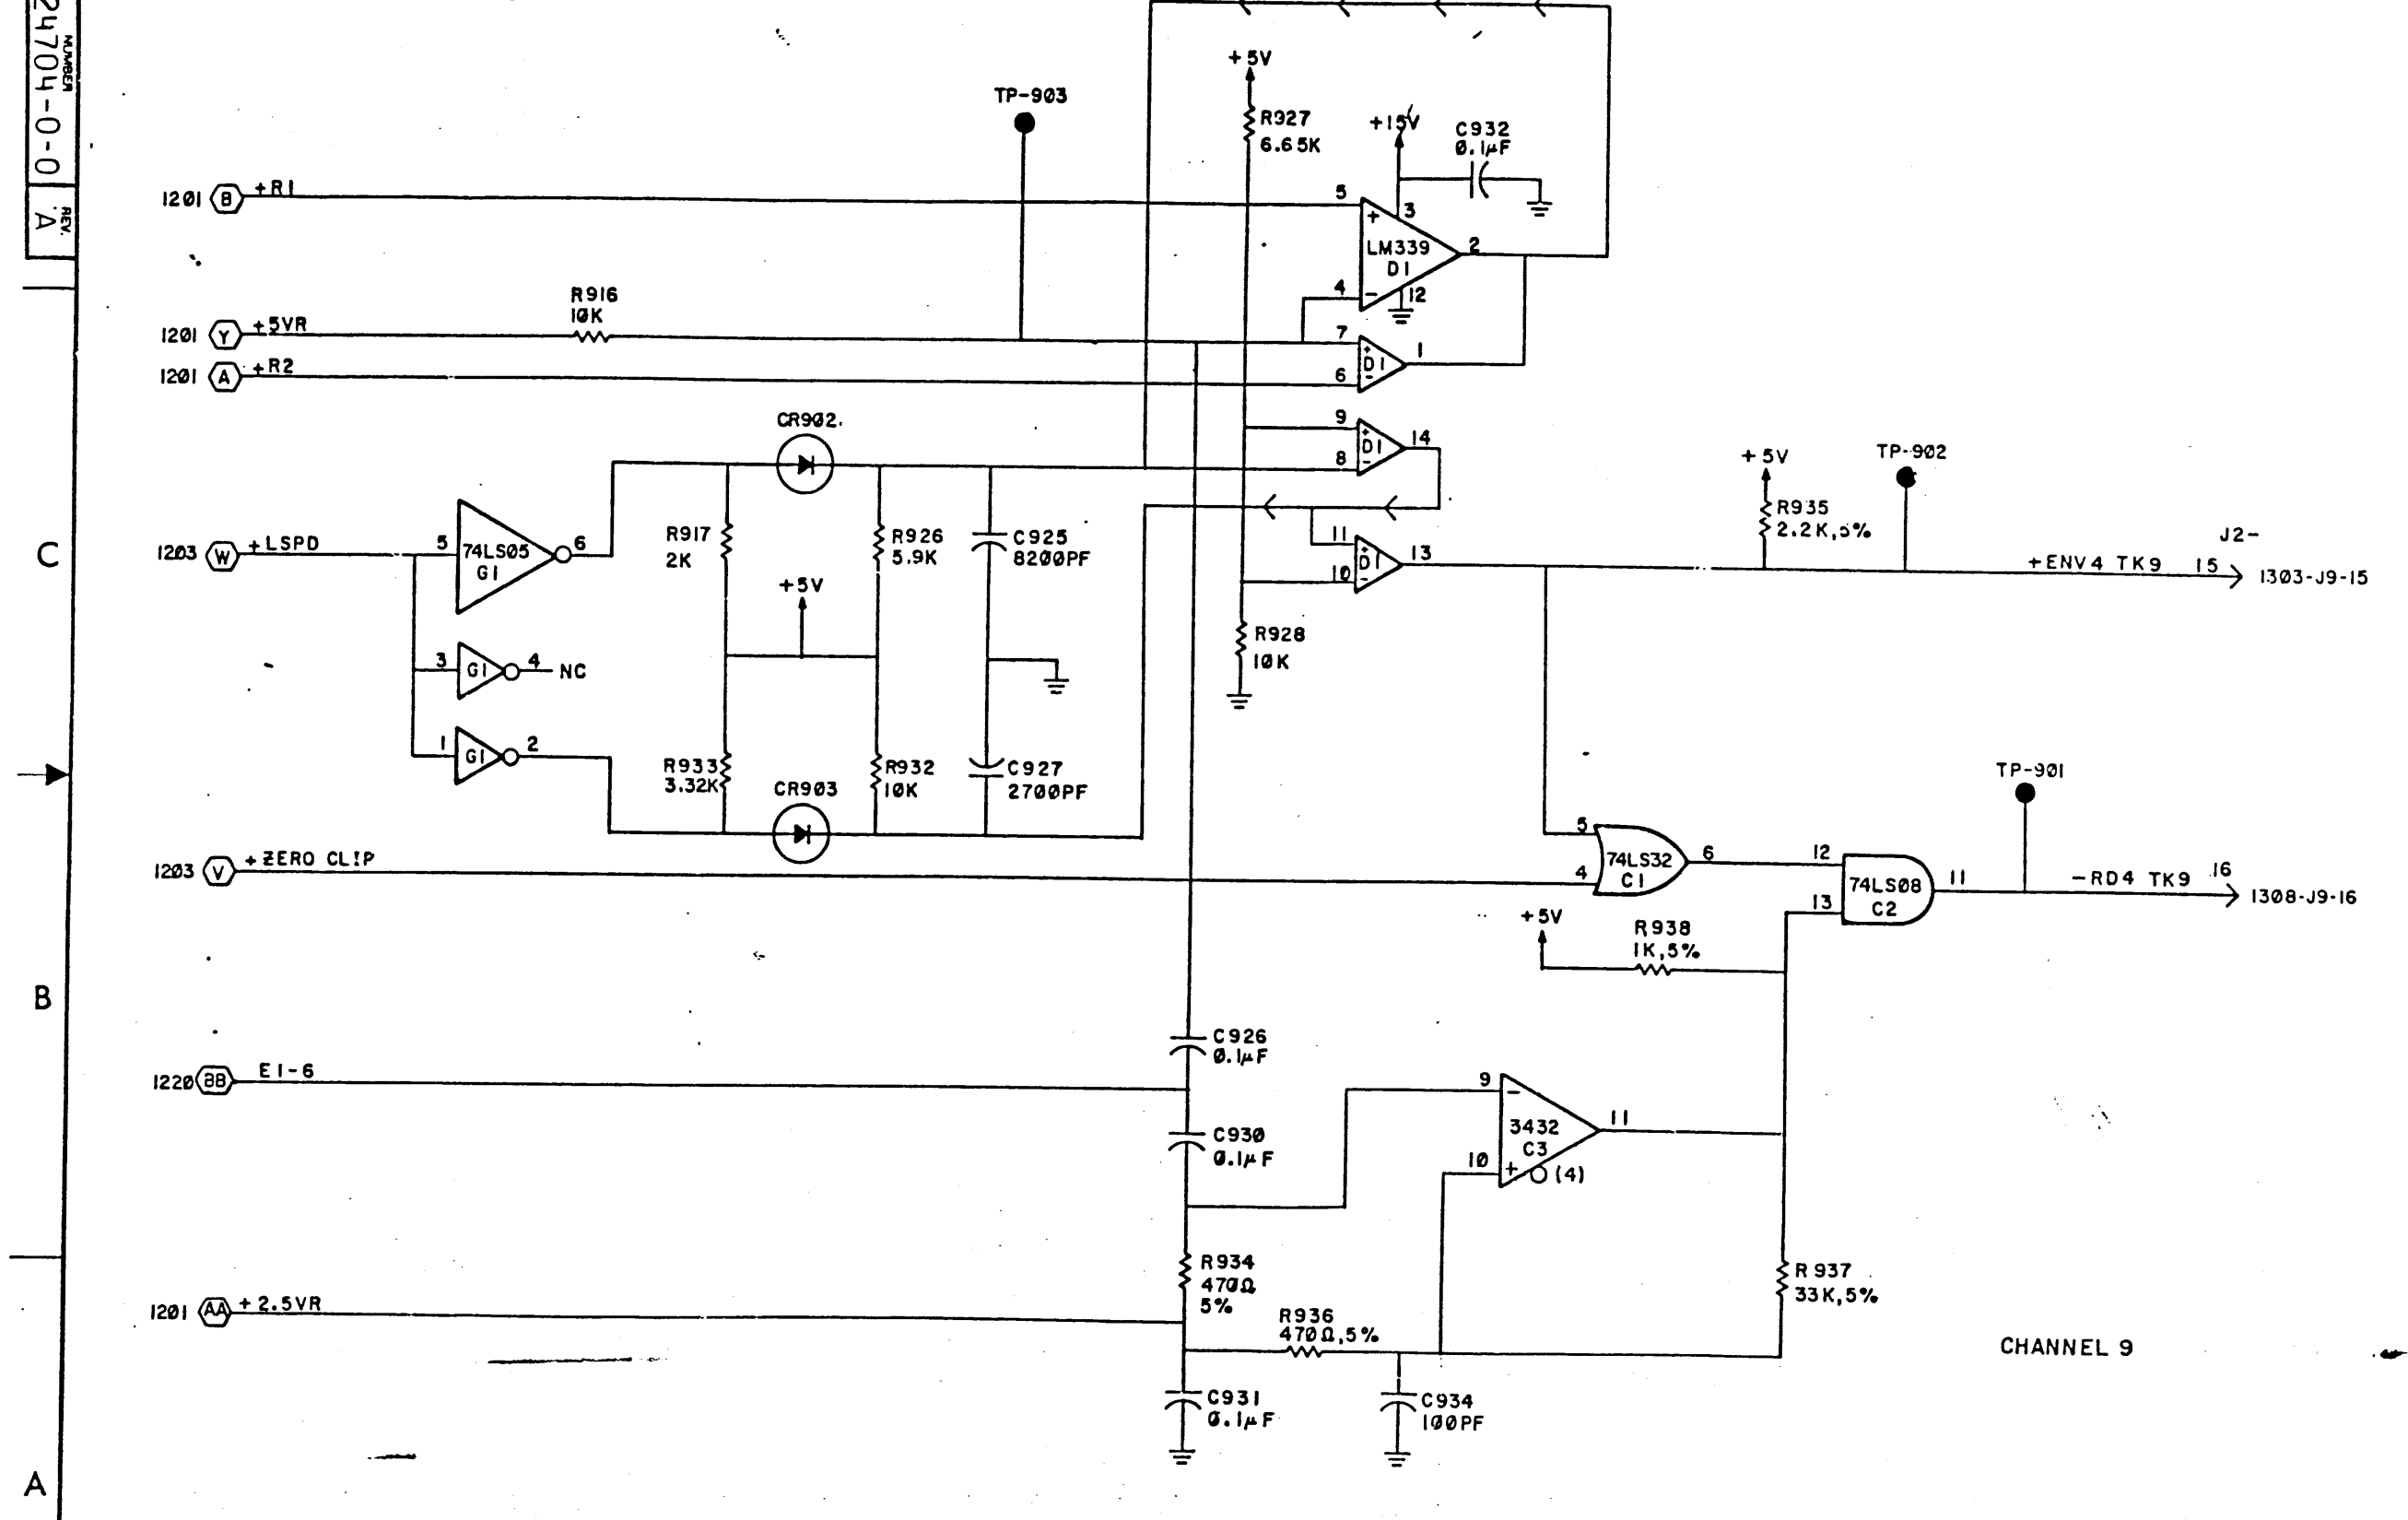 NUMBER
24704-0-0
REV.
A
+5V
TP-903
R927
6.65K
+15V
C932
0.1µF
1201 B +R1
5
+
3
LM339
D1
2
4
-
12
R916
10K
1201 Y +5VR
7
+
D1
-
1
1201 A +R2
6
CR902
9
+
D1
-
14
8
+5V
TP-902
R935
2.2K,5%
J2-
C
1203 W +LSPD
5
74LS05
G1
6
R917
2K
R926
5.9K
C925
8200PF
11
+
D1
-
13
10
+ENV4 TK9 15
1303-J9-15
+5V
R928
10K
3
G1
4
NC
1
G1
2
R933
3.32K
CR903
R932
10K
C927
2700PF
TP-901
1203 V +ZERO CLIP
5
74LS32
C1
6
4
12
74LS08
C2
11
13
-RD4 TK9 16
1308-J9-16
+5V
R938
1K,5%
B
C926
0.1µF
1220 BB E1-6
C930
0.1µF
9
-
3432
C3
11
10
+
(4)
R934
470Ω
5%
R937
33K,5%
1201 AA +2.5VR
R936
470Ω,5%
CHANNEL 9
C931
0.1µF
C934
100PF
A